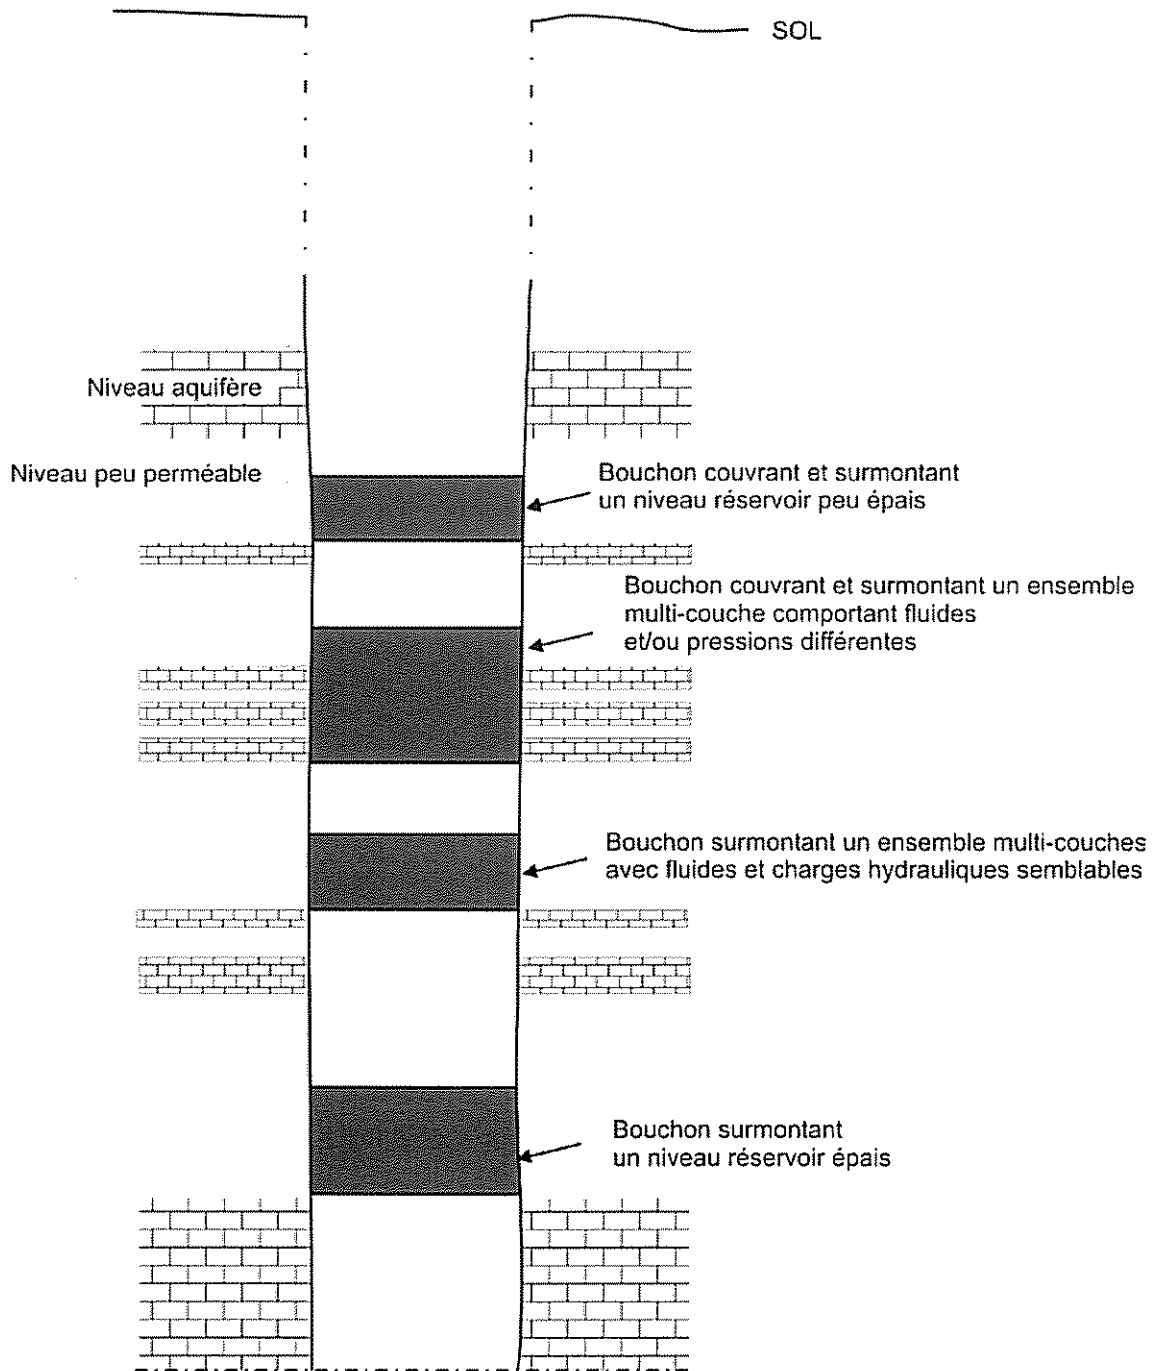 SOL
Niveau aquifère
Niveau peu perméable
Bouchon couvrant et surmontant
un niveau réservoir peu épais
Bouchon couvrant et surmontant un ensemble
multi-couche comportant fluides
et/ou pressions différentes
Bouchon surmontant un ensemble multi-couches
avec fluides et charges hydrauliques semblables
Bouchon surmontant
un niveau réservoir épais